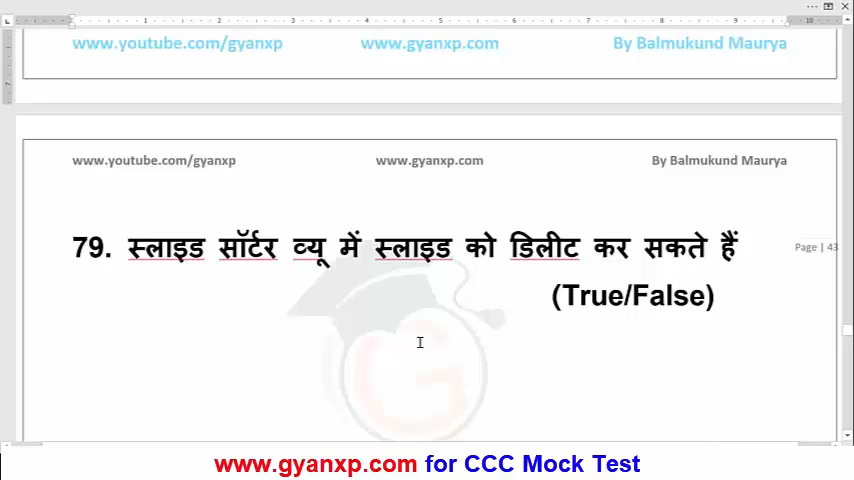 www.youtube.com/gyanxp www.gyanxp.com By Balmukund Maurya
www.youtube.com/gyanxp www.gyanxp.com By Balmukund Maurya
79. स्लाइड सॉर्टर व्यू में स्लाइड को डिलीट कर सकते हैं
Page | 43
(True/False)
www.gyanxp.com for CCC Mock Test